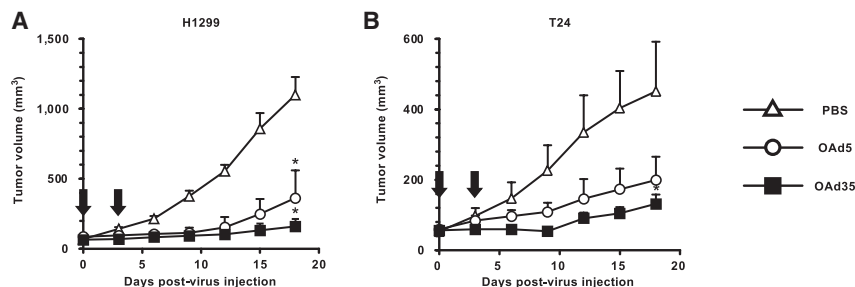 A
H1299
Tumor volume (mm³)
1,500
1,000
500
0
0 5 10 15 20
Days post-virus injection
*
*
B
T24
Tumor volume (mm³)
600
400
200
0
0 5 10 15 20
Days post-virus injection
*
PBS
OAd5
OAd35